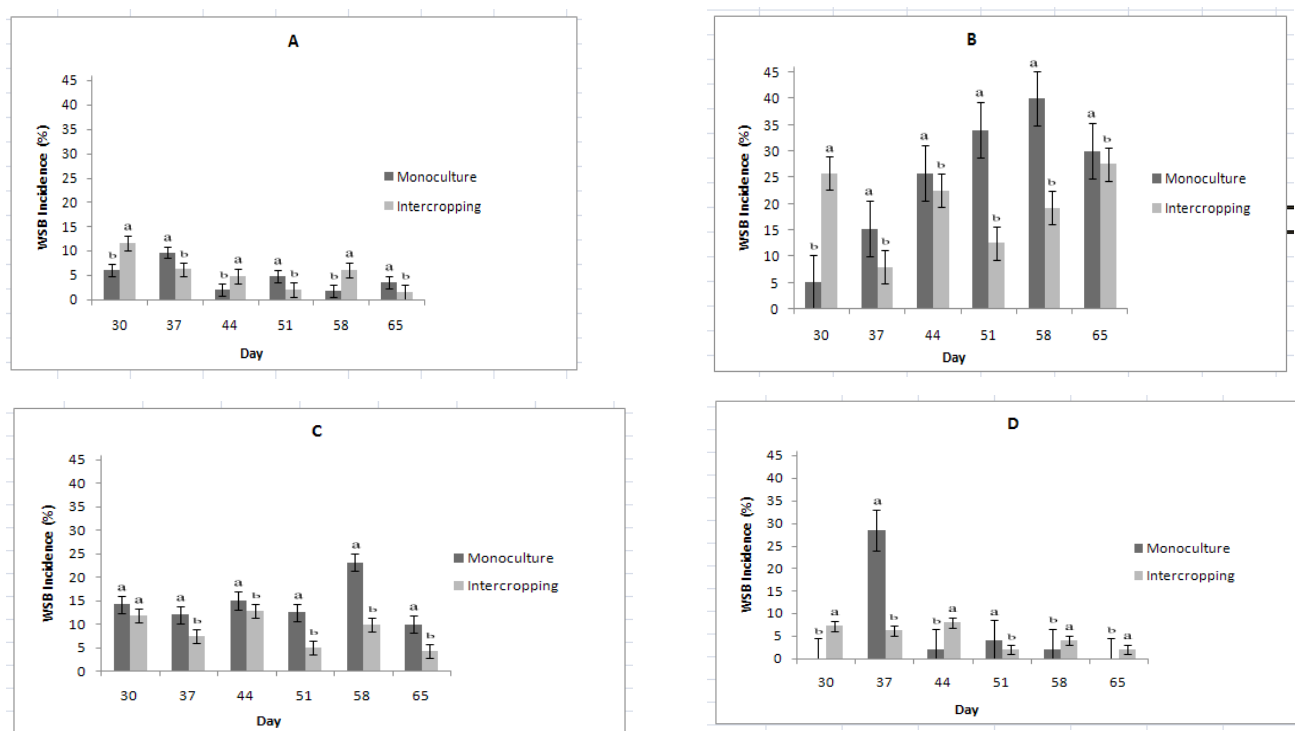 A
WSB Incidence (%)
45
40
35
30
25
20
15
10
5
0
b a a b b a a b b a a b
30 37 44 51 58 65
Day
Monoculture
Intercropping
B
WSB Incidence (%)
45
40
35
30
25
20
15
10
5
0
b a a b a b a b a b a b
30 37 44 51 58 65
Day
Monoculture
Intercropping
C
WSB Incidence (%)
45
40
35
30
25
20
15
10
5
0
a a a b a b a b a b a b
30 37 44 51 58 65
Day
Monoculture
Intercropping
D
WSB Incidence (%)
45
40
35
30
25
20
15
10
5
0
b a a b b a a b b a b a
30 37 44 51 58 65
Day
Monoculture
Intercropping